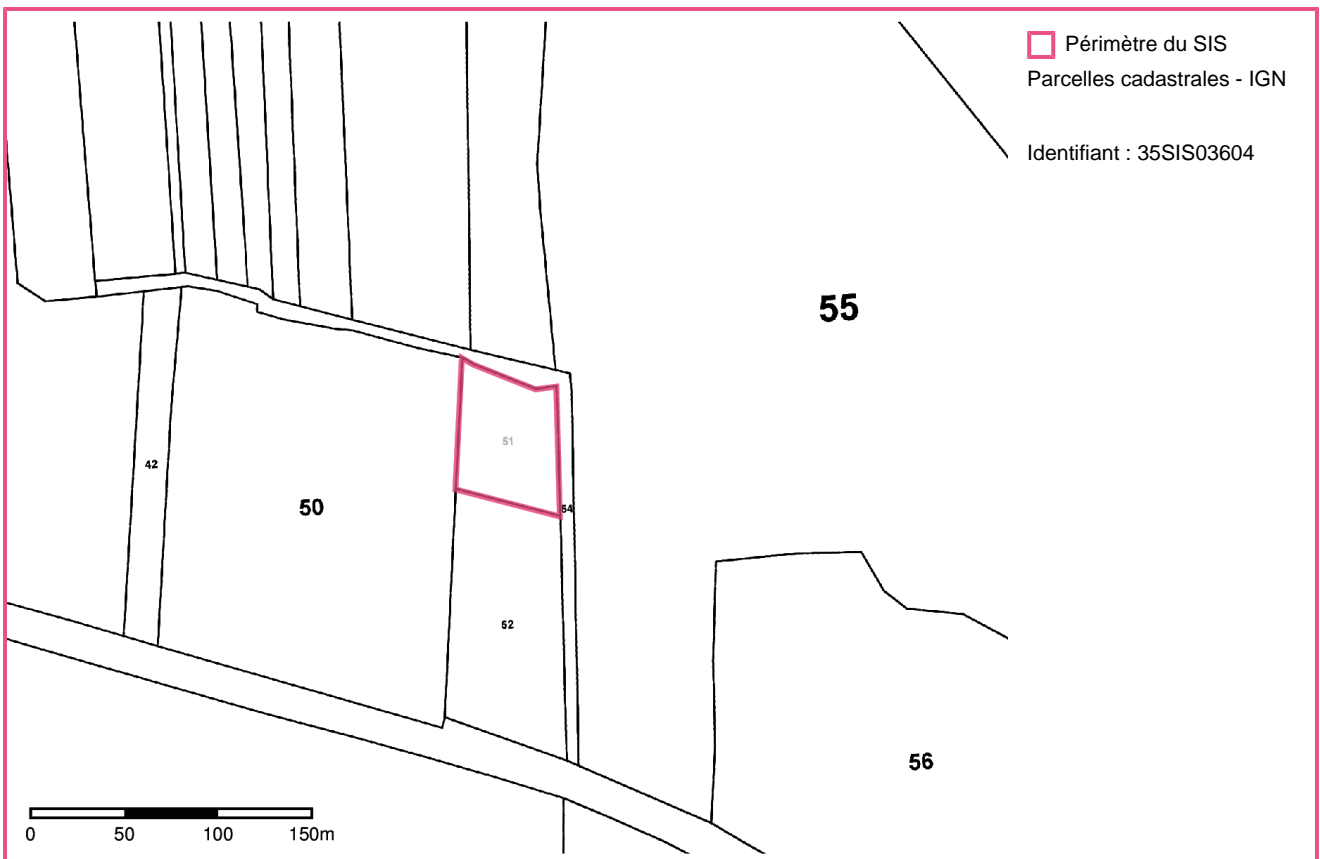 Périmètre du SIS
Parcelles cadastrales - IGN
Identifiant : 35SIS03604
55
51
42
50
54
52
56
0 50 100 150m